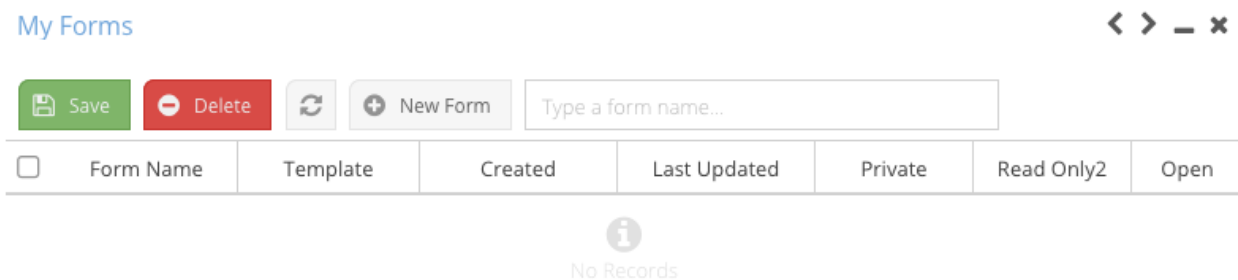 My Forms
Save Delete New Form Type a form name...
Form Name Template Created Last Updated Private Read Only2 Open
No Records